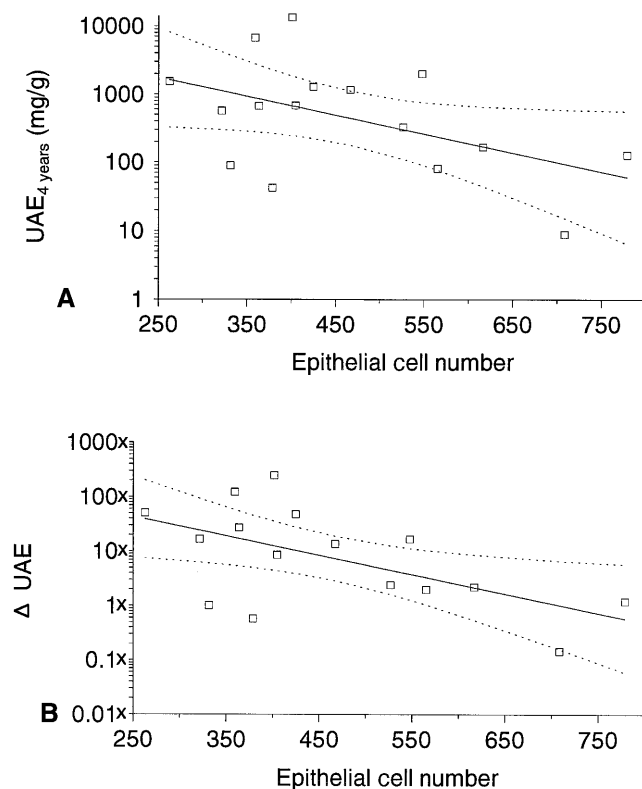 10000
1000
100
10
1
UAE4 years (mg/g)
A
250 350 450 550 650 750
Epithelial cell number
1000x
100x
10x
1x
0.1x
0.01x
Δ UAE
B
250 350 450 550 650 750
Epithelial cell number